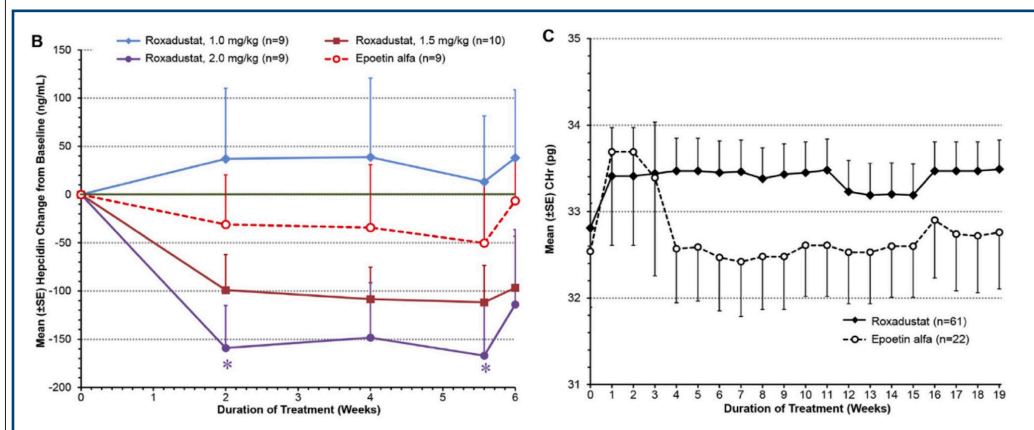 B
Roxadustat, 1.0 mg/kg (n=9)
Roxadustat, 1.5 mg/kg (n=10)
Roxadustat, 2.0 mg/kg (n=9)
Epoetin alfa (n=9)
Mean (±SE) Hepcidin Change from Baseline (ng/mL)
150
100
50
0
-50
-100
-150
-200
*
*
0 1 2 3 4 5 6
Duration of Treatment (Weeks)
C
Mean (±SE) CHr (pg)
35
34
33
32
31
Roxadustat (n=61)
Epoetin alfa (n=22)
0 1 2 3 4 5 6 7 8 9 10 11 12 13 14 15 16 17 18 19
Duration of Treatment (Weeks)